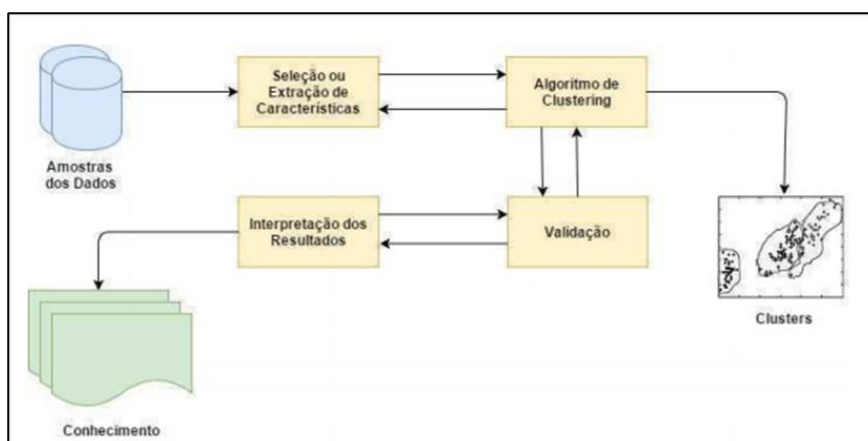 Seleção ou
Extração de
Características
Algoritmo de
Clustering
Amostras
dos Dados
Interpretação dos
Resultados
Validação
Clusters
Conhecimento